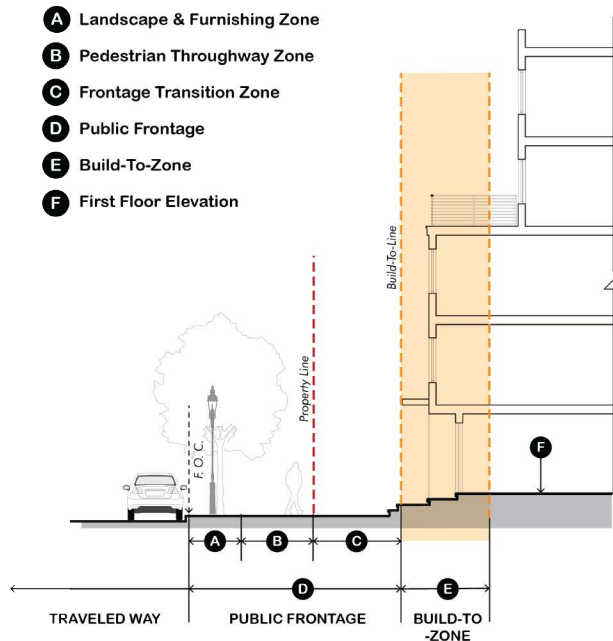 A Landscape & Furnishing Zone
B Pedestrian Throughway Zone
C Frontage Transition Zone
D Public Frontage
E Build-To-Zone
F First Floor Elevation
Build-To-Line
Property Line
F. O. C.
F
A B C
D E
TRAVELED WAY PUBLIC FRONTAGE BUILD-TO
-ZONE